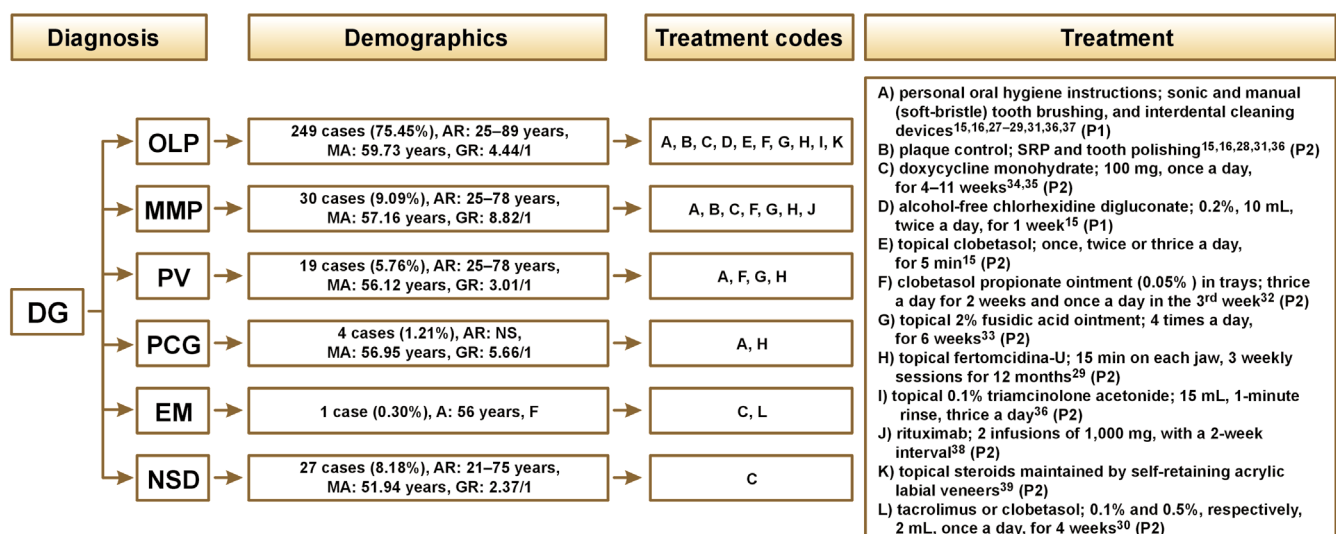 Diagnosis
Demographics
Treatment codes
Treatment
DG
OLP
249 cases (75.45%), AR: 25–89 years,
MA: 59.73 years, GR: 4.44/1
A, B, C, D, E, F, G, H, I, K
MMP
30 cases (9.09%), AR: 25–78 years,
MA: 57.16 years, GR: 8.82/1
A, B, C, F, G, H, J
PV
19 cases (5.76%), AR: 25–78 years,
MA: 56.12 years, GR: 3.01/1
A, F, G, H
PCG
4 cases (1.21%), AR: NS,
MA: 56.95 years, GR: 5.66/1
A, H
EM
1 case (0.30%), A: 56 years, F
C, L
NSD
27 cases (8.18%), AR: 21–75 years,
MA: 51.94 years, GR: 2.37/1
C
A) personal oral hygiene instructions; sonic and manual
(soft-bristle) tooth brushing, and interdental cleaning
devices15,16,27–29,31,36,37 (P1)
B) plaque control; SRP and tooth polishing15,16,28,31,36 (P2)
C) doxycycline monohydrate; 100 mg, once a day,
for 4–11 weeks34,35 (P2)
D) alcohol-free chlorhexidine digluconate; 0.2%, 10 mL,
twice a day, for 1 week15 (P1)
E) topical clobetasol; once, twice or thrice a day,
for 5 min15 (P2)
F) clobetasol propionate ointment (0.05% ) in trays; thrice
a day for 2 weeks and once a day in the 3rd week32 (P2)
G) topical 2% fusidic acid ointment; 4 times a day,
for 6 weeks33 (P2)
H) topical fertomcidina-U; 15 min on each jaw, 3 weekly
sessions for 12 months29 (P2)
I) topical 0.1% triamcinolone acetonide; 15 mL, 1-minute
rinse, thrice a day36 (P2)
J) rituximab; 2 infusions of 1,000 mg, with a 2-week
interval38 (P2)
K) topical steroids maintained by self-retaining acrylic
labial veneers39 (P2)
L) tacrolimus or clobetasol; 0.1% and 0.5%, respectively,
2 mL, once a day, for 4 weeks30 (P2)